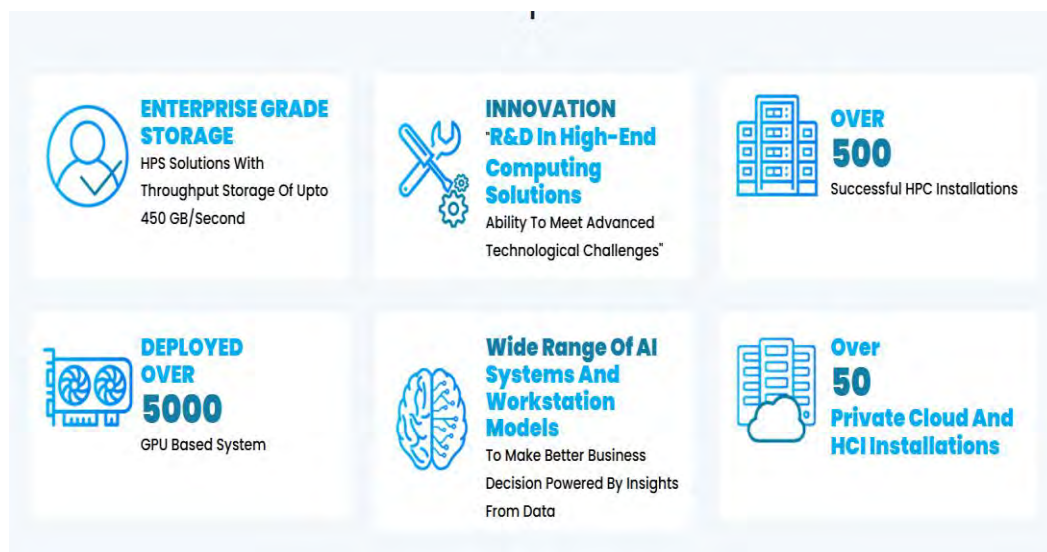 ENTERPRISE GRADE
STORAGE
HPS Solutions With
Throughput Storage Of Upto
450 GB/Second
INNOVATION
"R&D In High-End
Computing
Solutions
Ability To Meet Advanced
Technological Challenges"
OVER
500
Successful HPC Installations
DEPLOYED
OVER
5000
GPU Based System
Wide Range Of AI
Systems And
Workstation
Models
To Make Better Business
Decision Powered By Insights
From Data
Over
50
Private Cloud And
HCI Installations